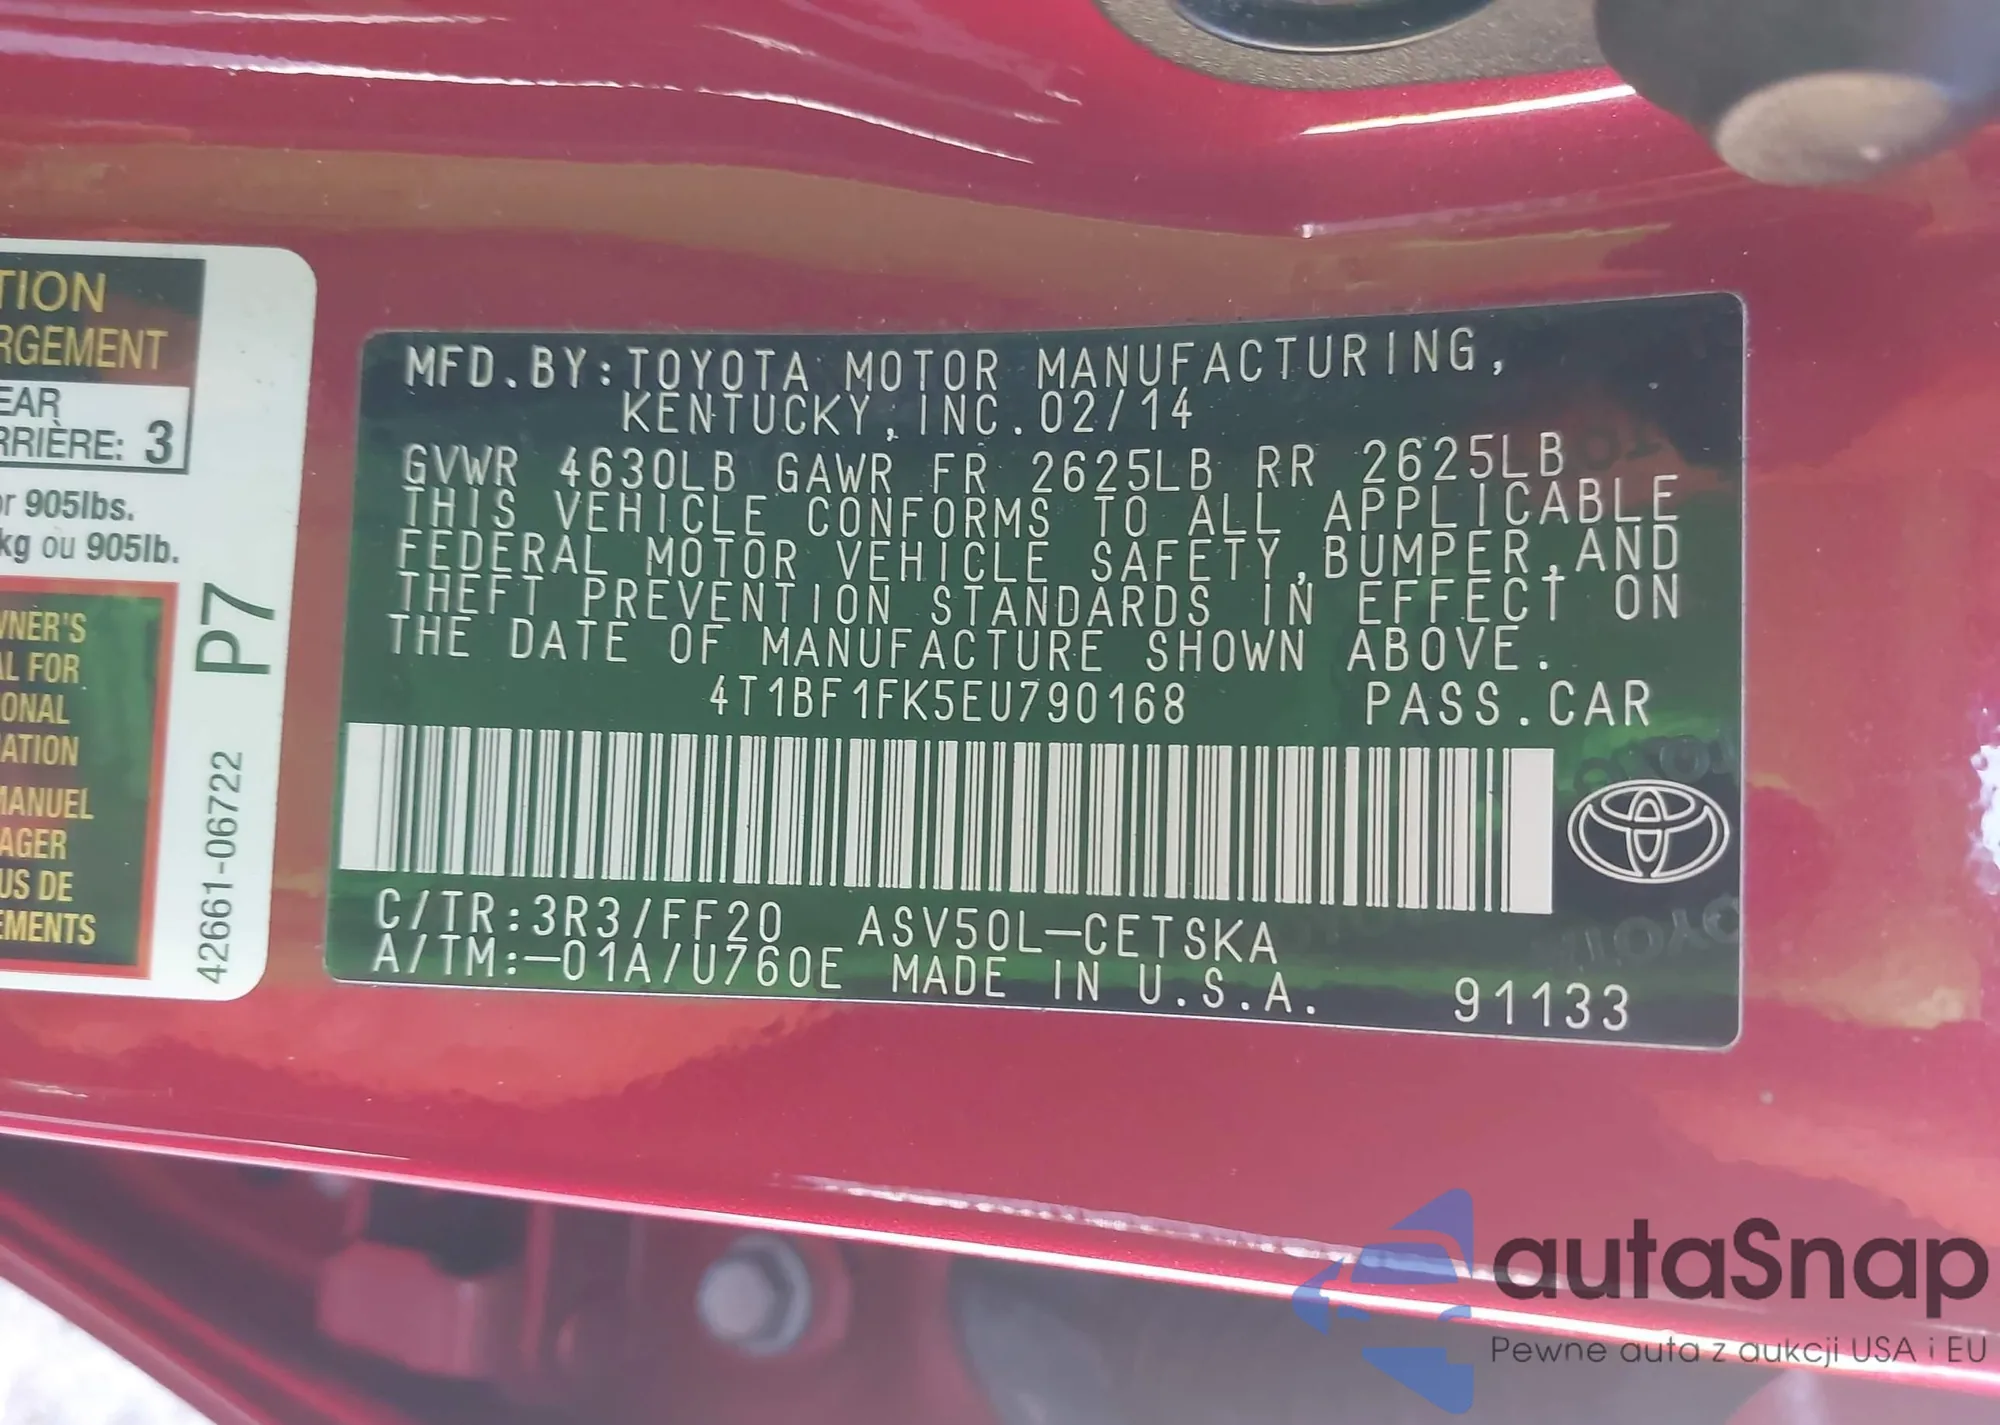 TION
RGEMENT
EAR
RRIÈRE: 3
or 905lbs.
kg ou 905lb.
WNER'S
AL FOR
ONAL
ATION
MANUEL
AGER
US DE
EMENTS
P7
42661-06722
MFD.BY:TOYOTA MOTOR MANUFACTURING,
KENTUCKY,INC.02/14
GVWR 4630LB GAWR FR 2625LB RR 2625LB
THIS VEHICLE CONFORMS TO ALL APPLICABLE
FEDERAL MOTOR VEHICLE SAFETY,BUMPER,AND
THEFT PREVENTION STANDARDS IN EFFECT ON
THE DATE OF MANUFACTURE SHOWN ABOVE.
4T1BF1FK5EU790168 PASS.CAR
C/TR:3R3/FF20 ASV50L-CETSKA
A/TM:-01A/U760E MADE IN U.S.A. 91133
autaSnap
Pewne auta z aukcji USA i EU